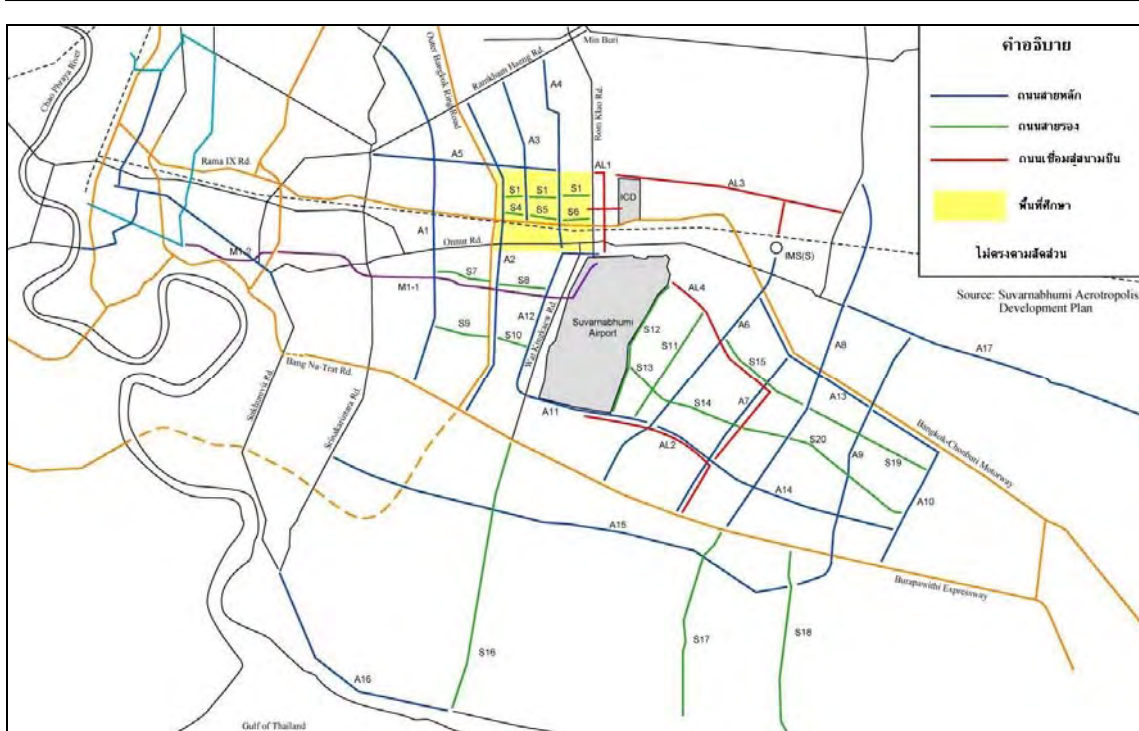 Chao Phraya River
Outer Bangkok Ring Road
Ramkham Haeng Rd.
Min Buri
A4
Rom Klao Rd.
A3
Rama IX Rd.
A5
AL1
AL3
S1
S1
S1
ICD
S4
S5
S6
A1
Onnut Rd.
M1-2
A2
IMS(S)
M1-1
S7
S8
A12
Wat Kingkaew Rd.
Suvarnabhumi
Airport
AL4
S12
S11
A6
A8
S9
S10
S13
S15
A17
Bang Na-Trat Rd.
Sukhumvit Rd.
Srinakarintara Rd.
A11
S14
A7
A13
Bangkok-Chonburi Motorway
AL2
S20
A9
S19
A14
A10
A15
Burapawithi Expressway
S16
S17
S18
A16
Gulf of Thailand
คำอธิบาย
ถนนสายหลัก
ถนนสายรอง
ถนนเชื่อมสู่สนามบิน
พื้นที่ศึกษา
ไม่ตรงตามสัดส่วน
Source: Suvarnabhumi Aerotropolis
Development Plan